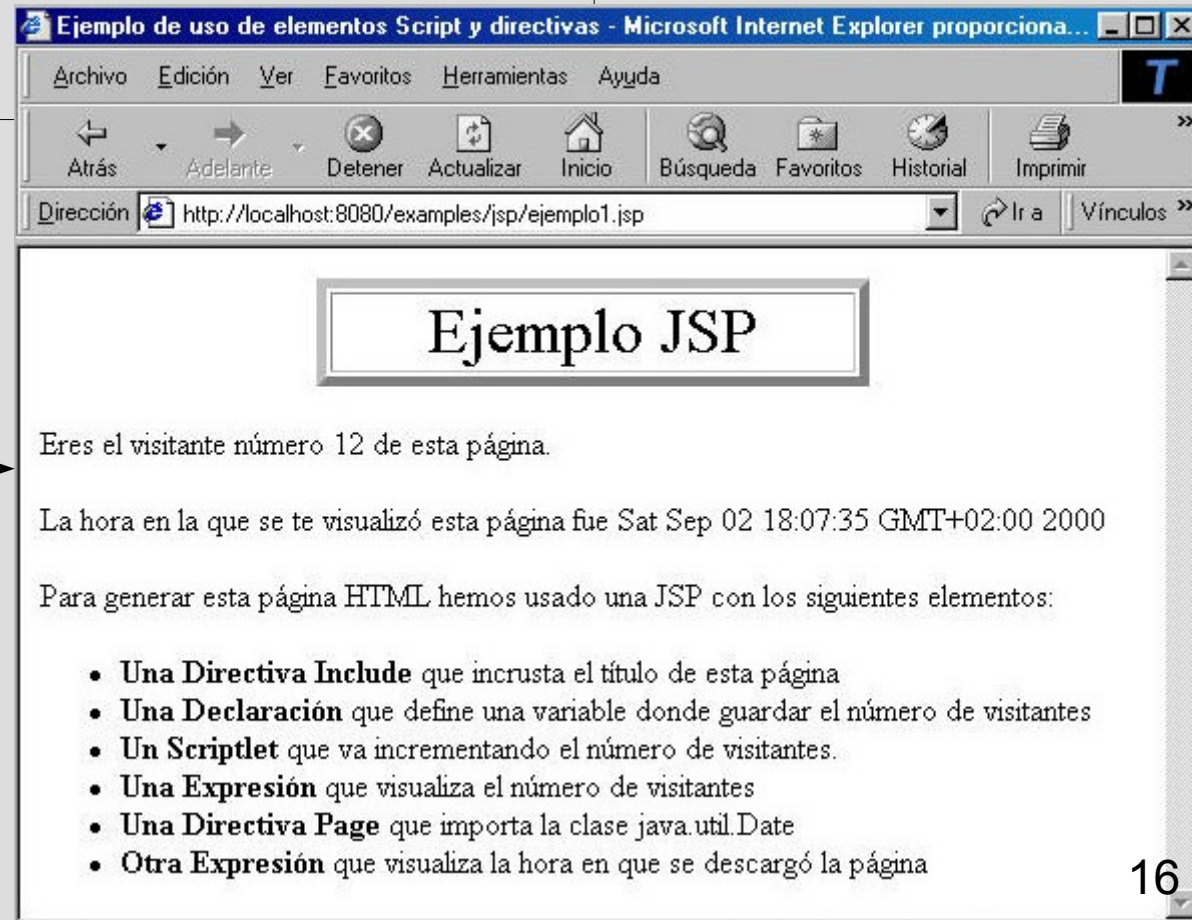 Ejemplo de uso de elementos Script y directivas - Microsoft Internet Explorer proporciona...
Archivo Edición Ver Favoritos Herramientas Ayuda
T
Atrás Adelante Detener Actualizar Inicio Búsqueda Favoritos Historial Imprimir »
Dirección http://localhost:8080/examples/jsp/ejemplo1.jsp Ir a Vínculos »
Ejemplo JSP
Eres el visitante número 12 de esta página.
La hora en la que se te visualizó esta página fue Sat Sep 02 18:07:35 GMT+02:00 2000
Para generar esta página HTML hemos usado una JSP con los siguientes elementos:
• Una Directiva Include que incrusta el título de esta página
• Una Declaración que define una variable donde guardar el número de visitantes
• Un Scriptlet que va incrementando el número de visitantes.
• Una Expresión que visualiza el número de visitantes
• Una Directiva Page que importa la clase java.util.Date
• Otra Expresión que visualiza la hora en que se descargó la página
16